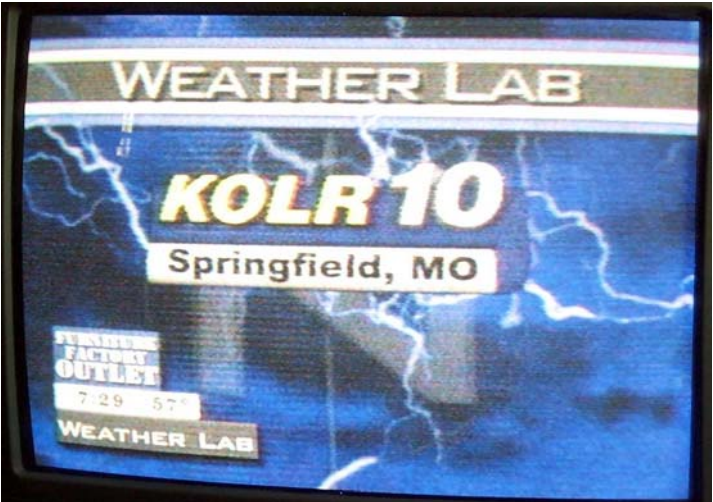 WEATHER LAB
KOLR 10
Springfield, MO
FURNITURE
FACTORY
OUTLET
7:29 57°
WEATHER LAB